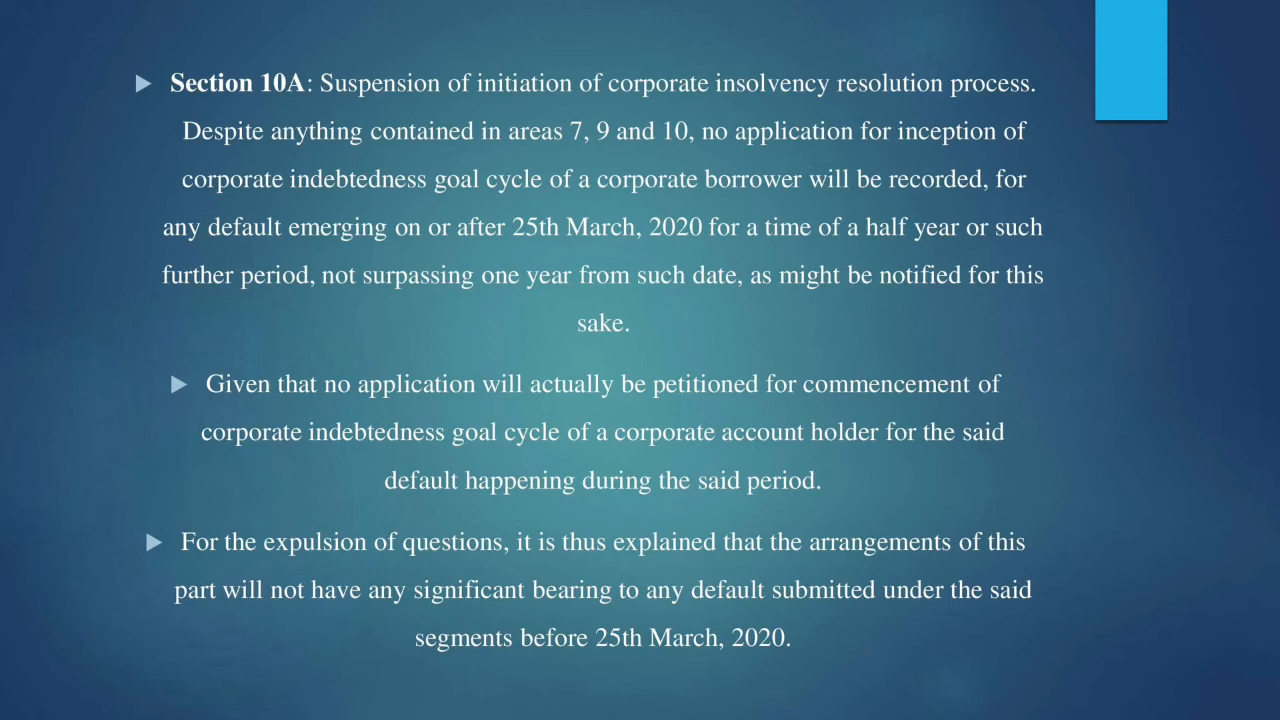 Section 10A: Suspension of initiation of corporate insolvency resolution process.
Despite anything contained in areas 7, 9 and 10, no application for inception of
corporate indebtedness goal cycle of a corporate borrower will be recorded, for
any default emerging on or after 25th March, 2020 for a time of a half year or such
further period, not surpassing one year from such date, as might be notified for this
sake.
Given that no application will actually be petitioned for commencement of
corporate indebtedness goal cycle of a corporate account holder for the said
default happening during the said period.
For the expulsion of questions, it is thus explained that the arrangements of this
part will not have any significant bearing to any default submitted under the said
segments before 25th March, 2020.